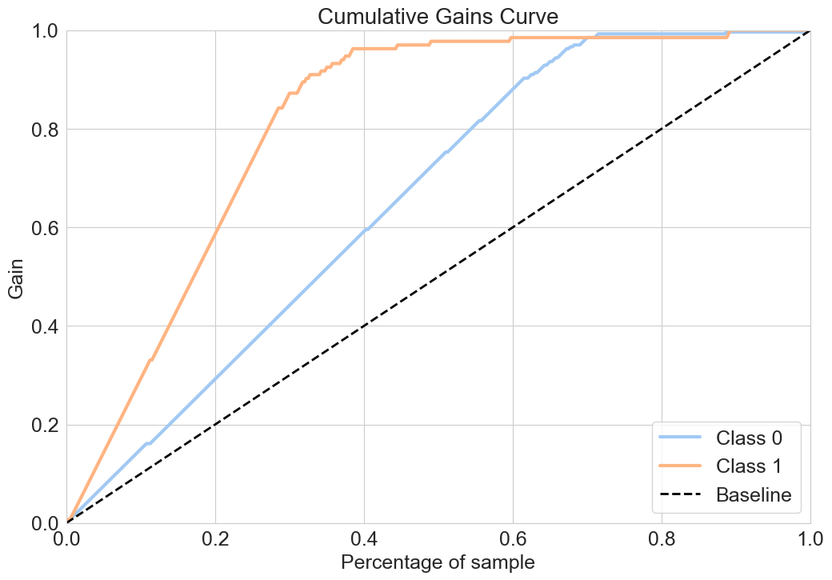 Cumulative Gains Curve
1.0
0.8
0.6
0.4
0.2
0.0
Gain
0.0 0.2 0.4 0.6 0.8 1.0
Percentage of sample
Class 0
Class 1
Baseline